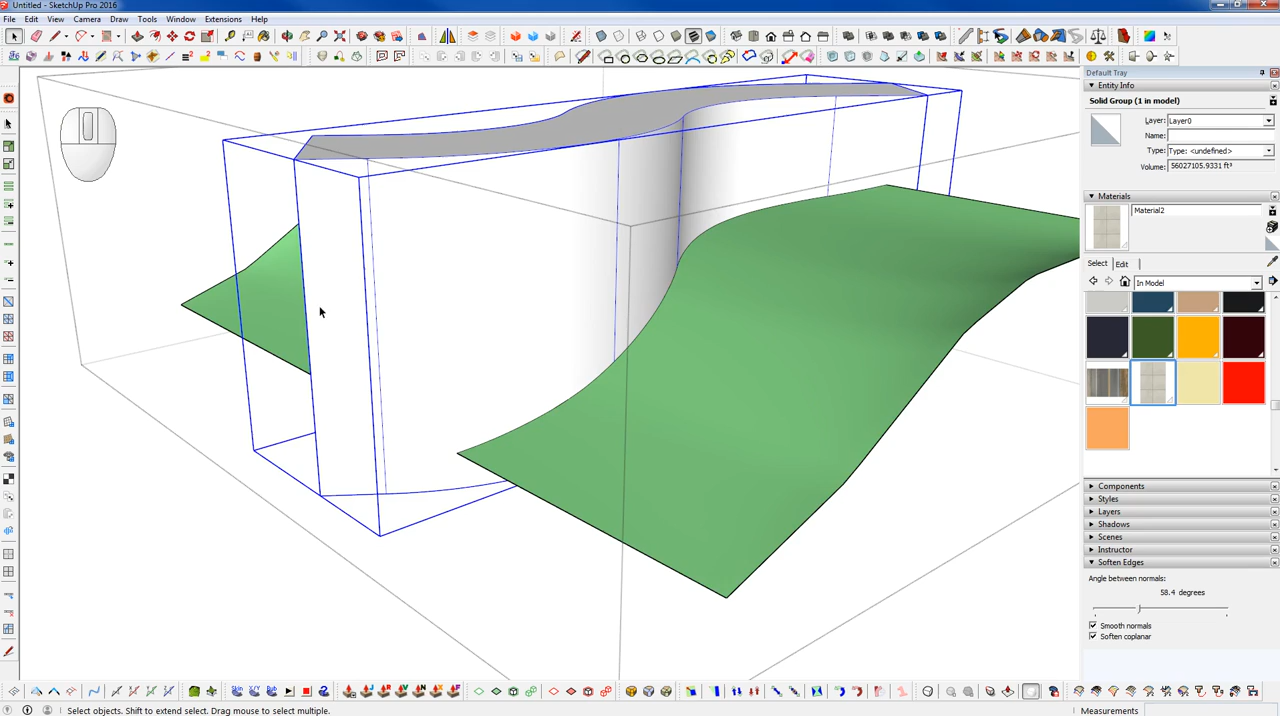 Untitled - SketchUp Pro 2016
File Edit View Camera Draw Tools Window Extensions Help
Default Tray
Entity Info
Solid Group (1 in model)
Layer: Layer0
Name:
Type: Type: <undefined>
Volume: 56027105.9331 ft³
Materials
Material2
Select Edit
In Model
Components
Styles
Layers
Shadows
Scenes
Instructor
Soften Edges
Angle between normals:
58.4 degrees
Smooth normals
Soften coplanar
Select objects. Shift to extend select. Drag mouse to select multiple.
Measurements